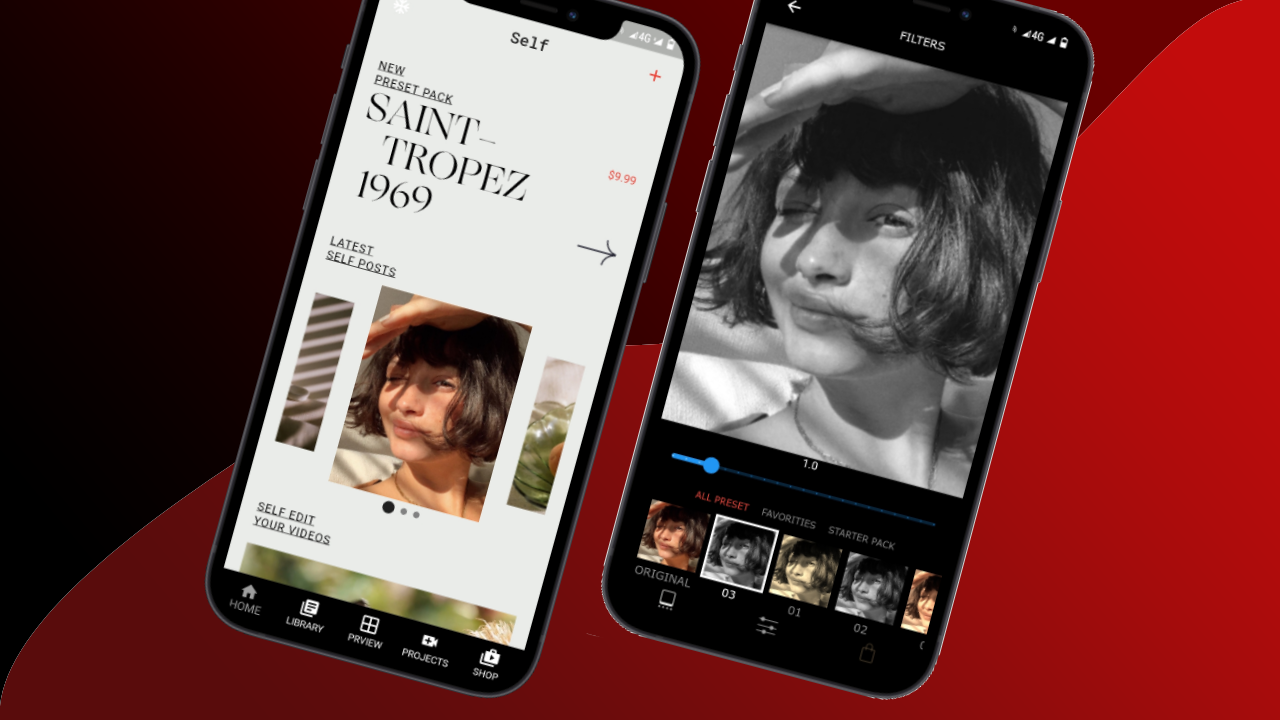 4G
Self
+
NEW
PRESET PACK
SAINT–
TROPEZ
1969
$9.99
LATEST
SELF POSTS
SELF EDIT
YOUR VIDEOS
HOME
LIBRARY
PRVIEW
PROJECTS
SHOP
4G
FILTERS
1.0
ALL PRESET
FAVORITIES
STARTER PACK
ORIGINAL
03
01
02